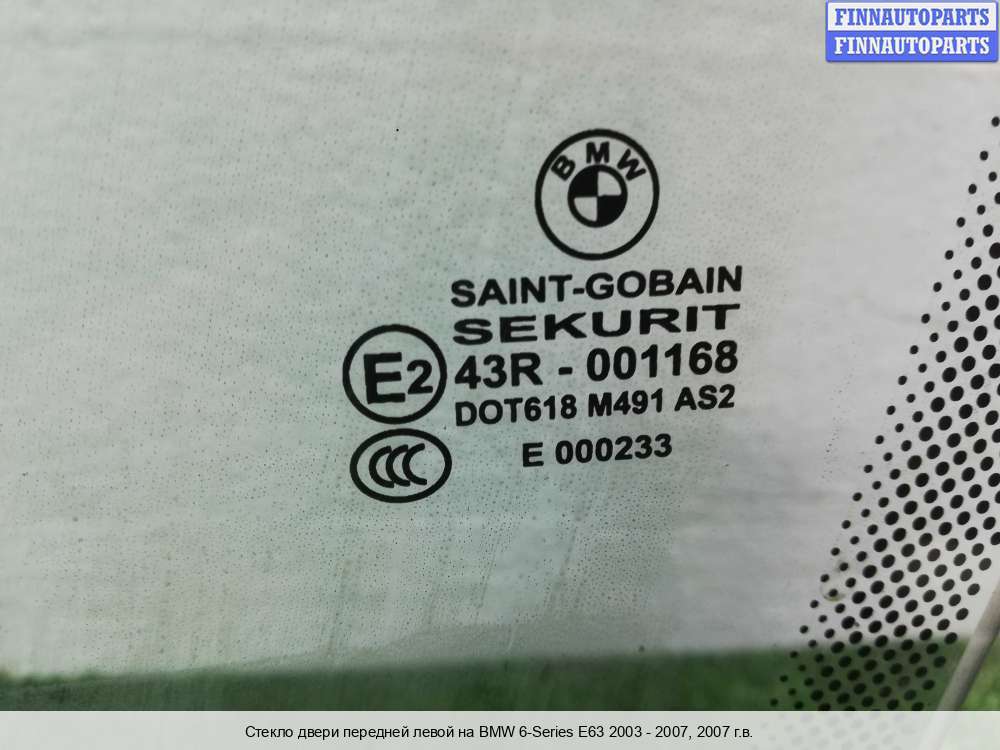 FINNAUTOPARTS
FINNAUTOPARTS
BMW
SAINT-GOBAIN
SEKURIT
E2 43R - 001168
DOT618 M491 AS2
CCC E 000233
Стекло двери передней левой на BMW 6-Series E63 2003 - 2007, 2007 г.в.